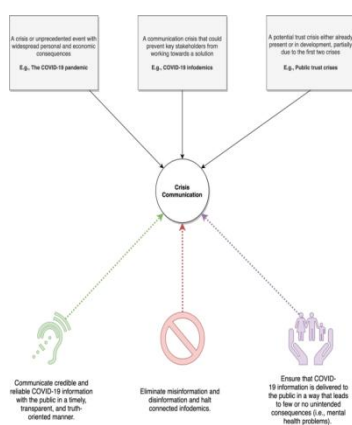 A crisis or unprecedented event with
widespread personal and economic
consequences
E.g., The COVID-19 pandemic
A communication crisis that could
prevent key stakeholders from
working towards a solution
E.g., COVID-19 infodemics
A potential trust crisis either already
present or in development, partially
due to the first two crises
E.g., Public trust crises
Crisis
Communication
Communicate credible and
reliable COVID-19 information
with the public in a timely,
transparent, and truth-
oriented manner.
Eliminate misinformation and
disinformation and halt
connected infodemics.
Ensure that COVID-
19 information is delivered to
the public in a way that leads
to few or no unintended
consequences (i.e., mental
health problems).